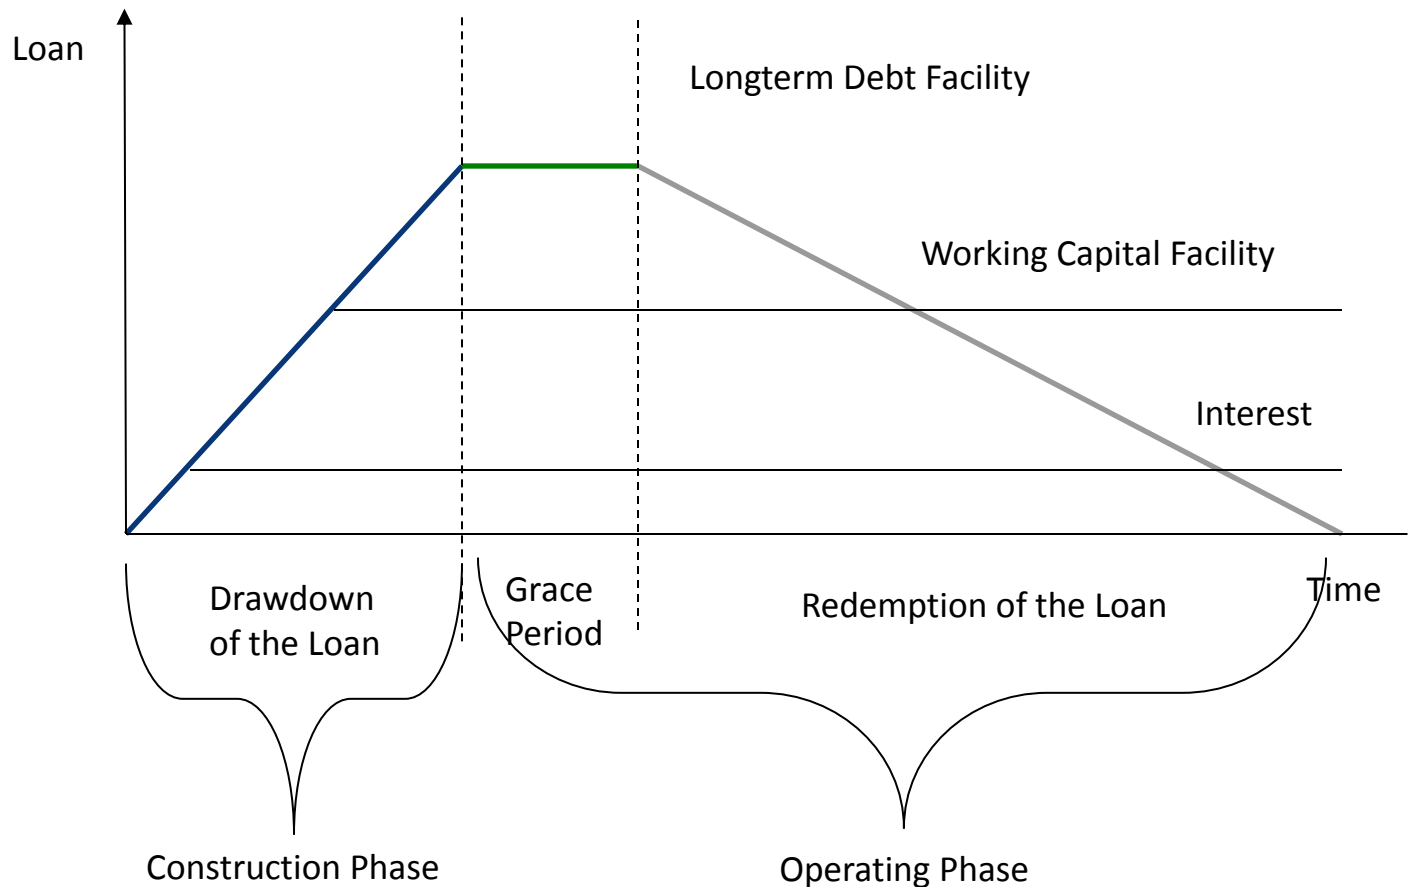 Loan
Longterm Debt Facility
Working Capital Facility
Interest
Time
Drawdown
of the Loan
Grace
Period
Redemption of the Loan
Construction Phase
Operating Phase